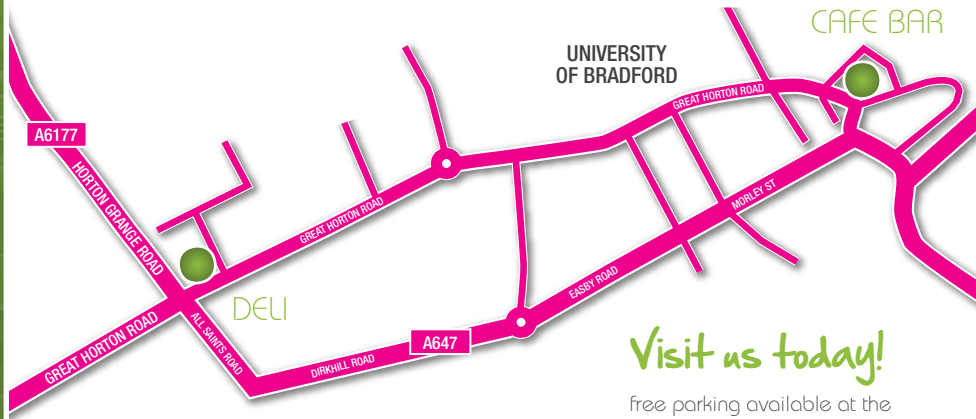 CAFE BAR
UNIVERSITY
OF BRADFORD
GREAT HORTON ROAD
A6177
HORTON GRANGE ROAD
GREAT HORTON ROAD
MORLEY ST
EASBY ROAD
DELI
GREAT HORTON ROAD
ALL SAINTS ROAD
DIRKHILL ROAD
A647
Visit us today!
free parking available at the